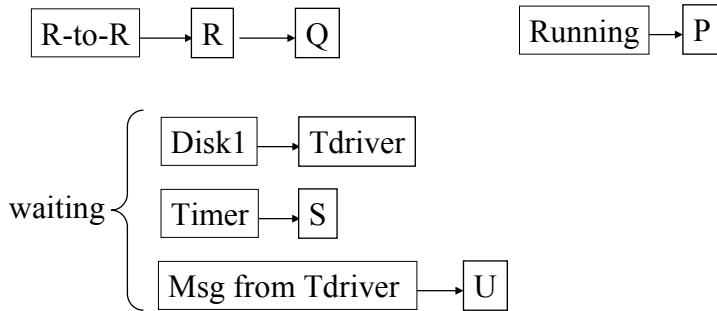 R-to-R R Q Running P
Disk1 Tdriver
waiting Timer S
Msg from Tdriver U